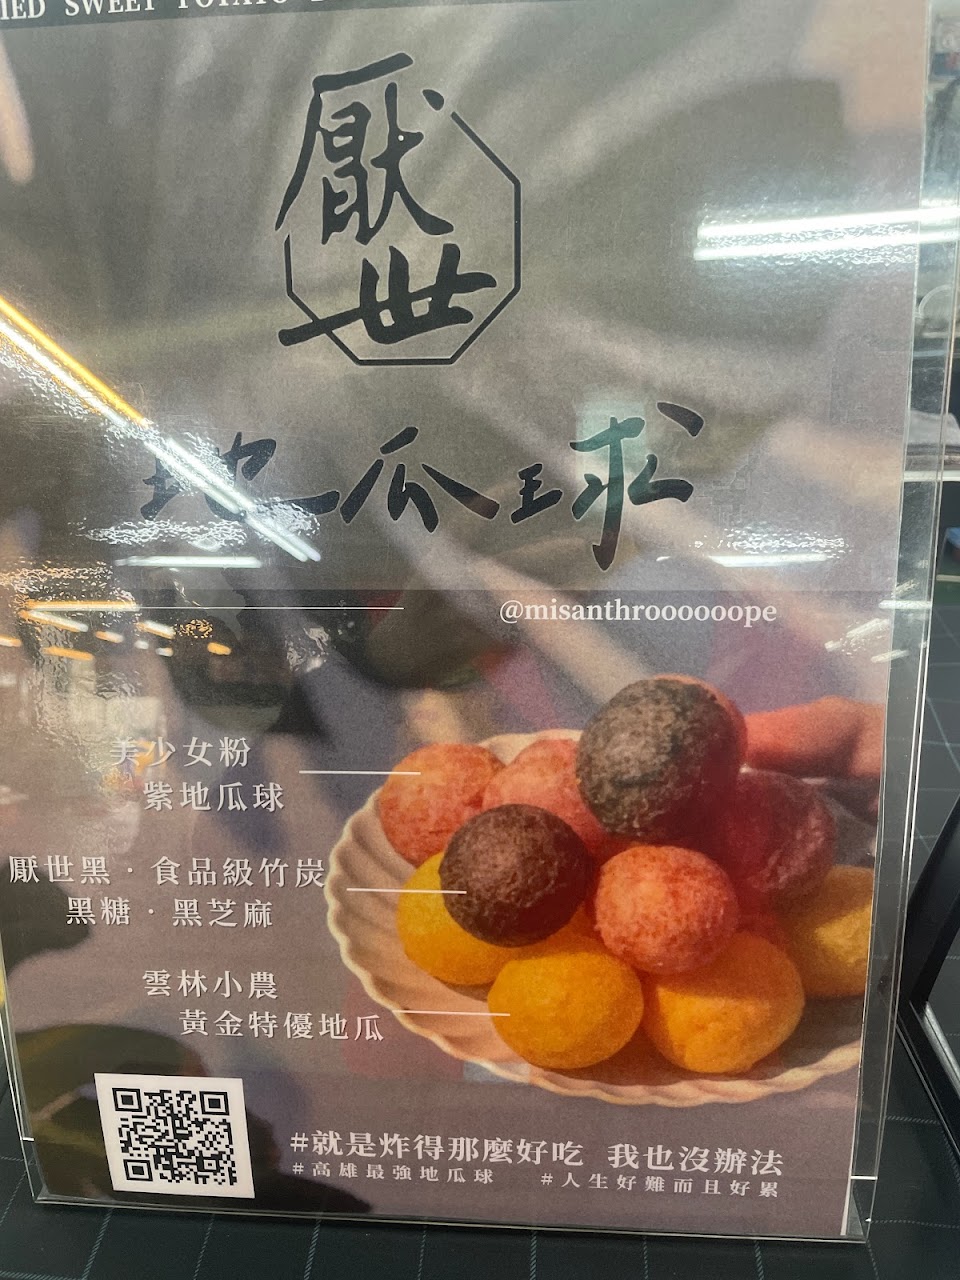 SWEET POTATO
厭世
地瓜球
@misanthroooooope
美少女粉
紫地瓜球
厭世黑・食品級竹炭
黑糖・黑芝麻
雲林小農
黃金特優地瓜
#就是炸得那麼好吃 我也沒辦法
#高雄最強地瓜球 #人生好難而且好累